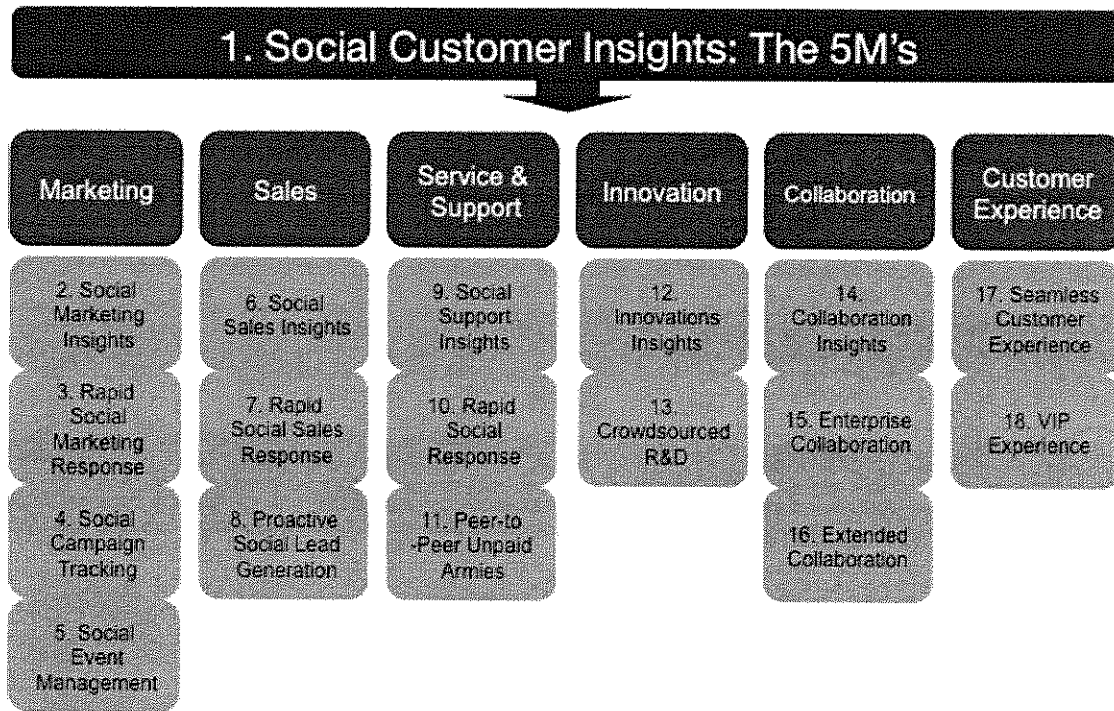 1. Social Customer Insights: The 5M's
Marketing
Sales
Service &
Support
Innovation
Collaboration
Customer
Experience
2. Social
Marketing
Insights
3. Rapid
Social
Marketing
Response
4. Social
Campaign
Tracking
5. Social
Event
Management
6. Social
Sales Insights
7. Rapid
Social Sales
Response
8. Proactive
Social Lead
Generation
9. Social
Support
Insights
10. Rapid
Social
Response
11. Peer-to
-Peer Unpaid
Armies
12.
Innovations
Insights
13.
Crowdsourced
R&D
14.
Collaboration
Insights
15. Enterprise
Collaboration
16. Extended
Collaboration
17. Seamless
Customer
Experience
18. VIP
Experience